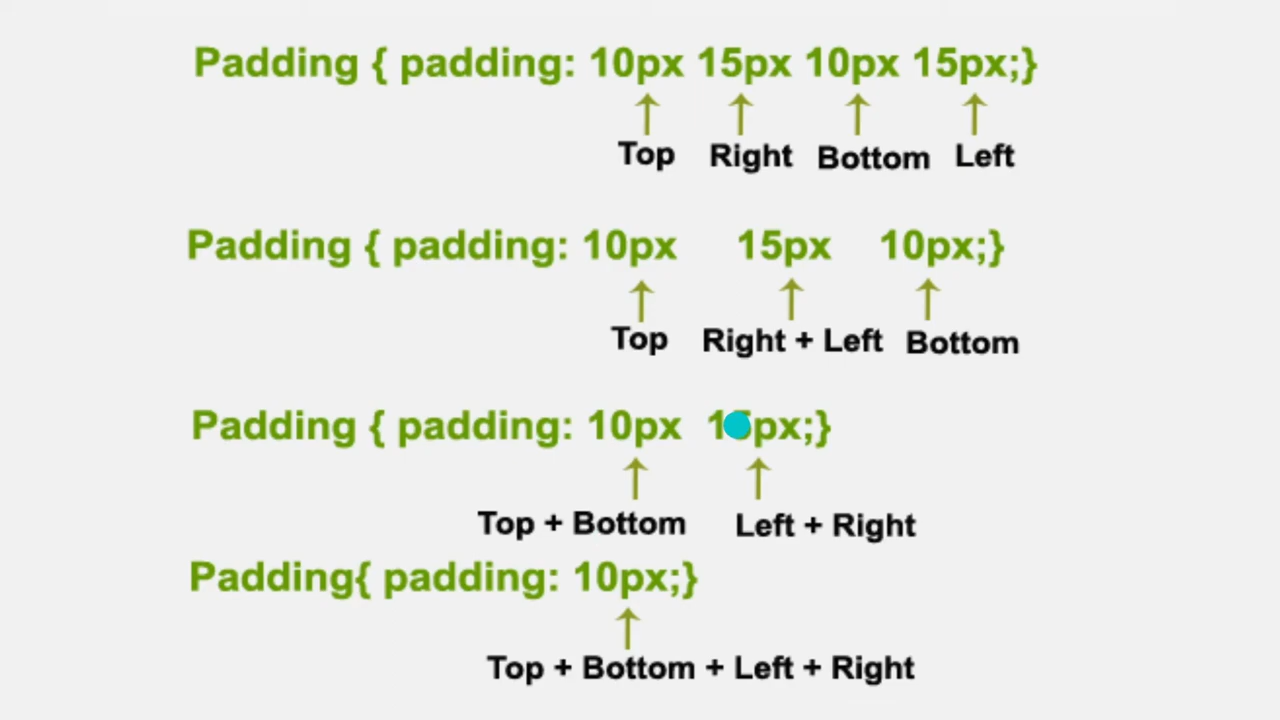 Padding { padding: 10px 15px 10px 15px;}
Top Right Bottom Left
Padding { padding: 10px 15px 10px;}
Top Right + Left Bottom
Padding { padding: 10px
Top + Bottom Left + Right
Padding{ padding: 10px;}
Top + Bottom + Left + Right